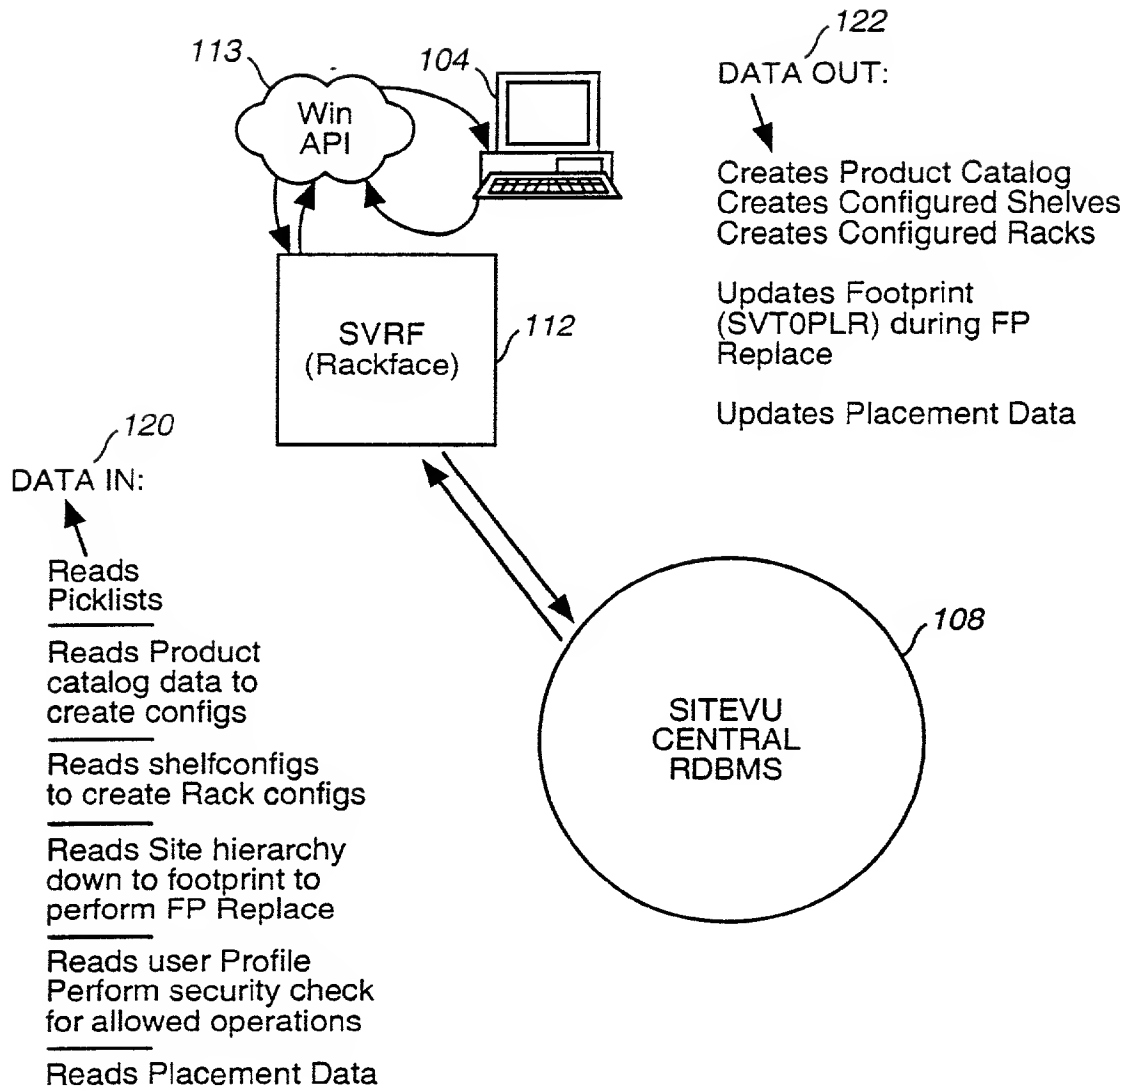 113
Win
API
104
122
DATA OUT:
Creates Product Catalog
Creates Configured Shelves
Creates Configured Racks
Updates Footprint
(SVT0PLR) during FP
Replace
Updates Placement Data
SVRF
(Rackface)
112
120
DATA IN:
Reads
Picklists
Reads Product
catalog data to
create configs
Reads shelfconfigs
to create Rack configs
Reads Site hierarchy
down to footprint to
perform FP Replace
Reads user Profile
Perform security check
for allowed operations
Reads Placement Data
108
SITEVU
CENTRAL
RDBMS